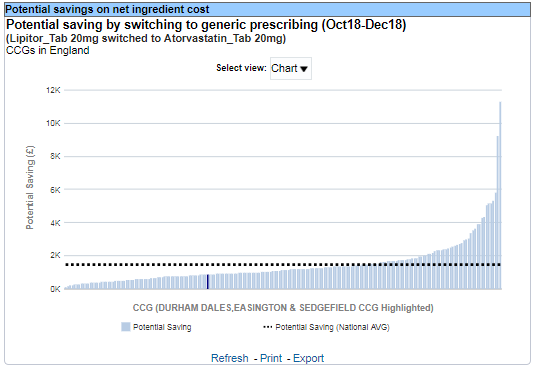 Potential savings on net ingredient cost
Potential saving by switching to generic prescribing (Oct18-Dec18)
(Lipitor_Tab 20mg switched to Atorvastatin_Tab 20mg)
CCGs in England
Select view: Chart
12K
10K
8K
6K
4K
2K
0K
Potential Saving (£)
CCG (DURHAM DALES,EASINGTON & SEDGEFIELD CCG Highlighted)
Potential Saving
Potential Saving (National AVG)
Refresh - Print - Export